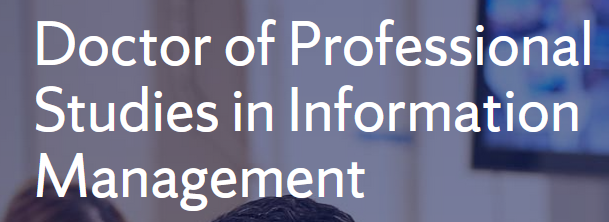 Doctor of Professional
Studies in Information
Management